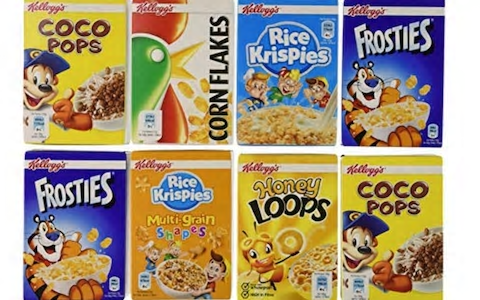 Kellogg's
COCO
POPS
Kellogg's
CORN FLAKES
Kellogg's
Rice
Krispies
Kellogg's
FROSTIES
Kellogg's
FROSTIES
Kellogg's
Rice
Krispies
Multi-grain
Shapes
Kellogg's
Honey
LOOPS
Kellogg's
COCO
POPS